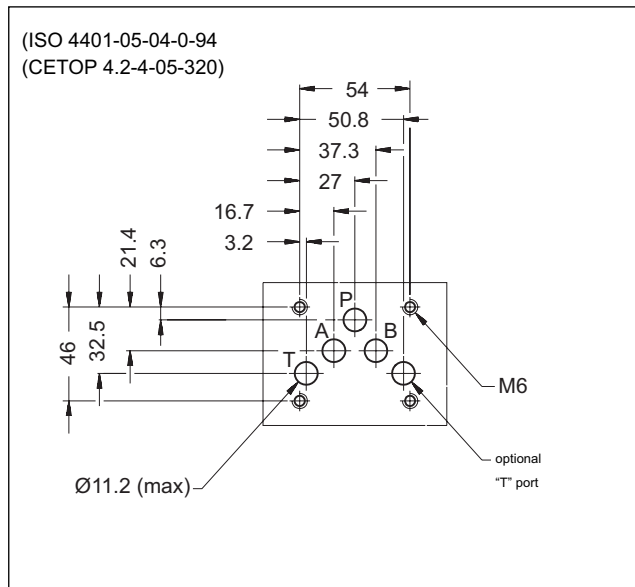 (ISO 4401-05-04-0-94
(CETOP 4.2-4-05-320)
54
50.8
37.3
27
16.7
3.2
21.4
6.3
46
32.5
P
A
B
T
M6
Ø11.2 (max)
optional
“T” port